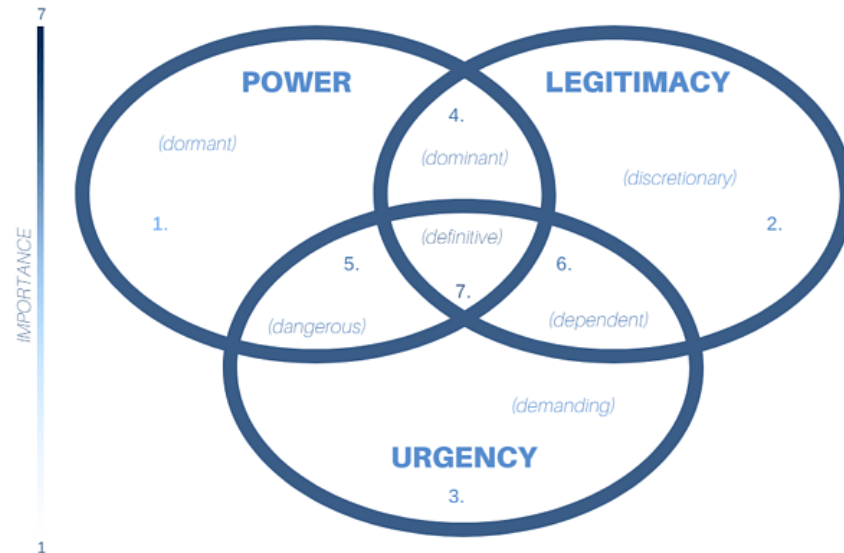 7
POWER
LEGITIMACY
4.
(dormant)
(dominant)
(discretionary)
1.
2.
(definitive)
5.
6.
IMPORTANCE
7.
(dangerous)
(dependent)
(demanding)
URGENCY
3.
1